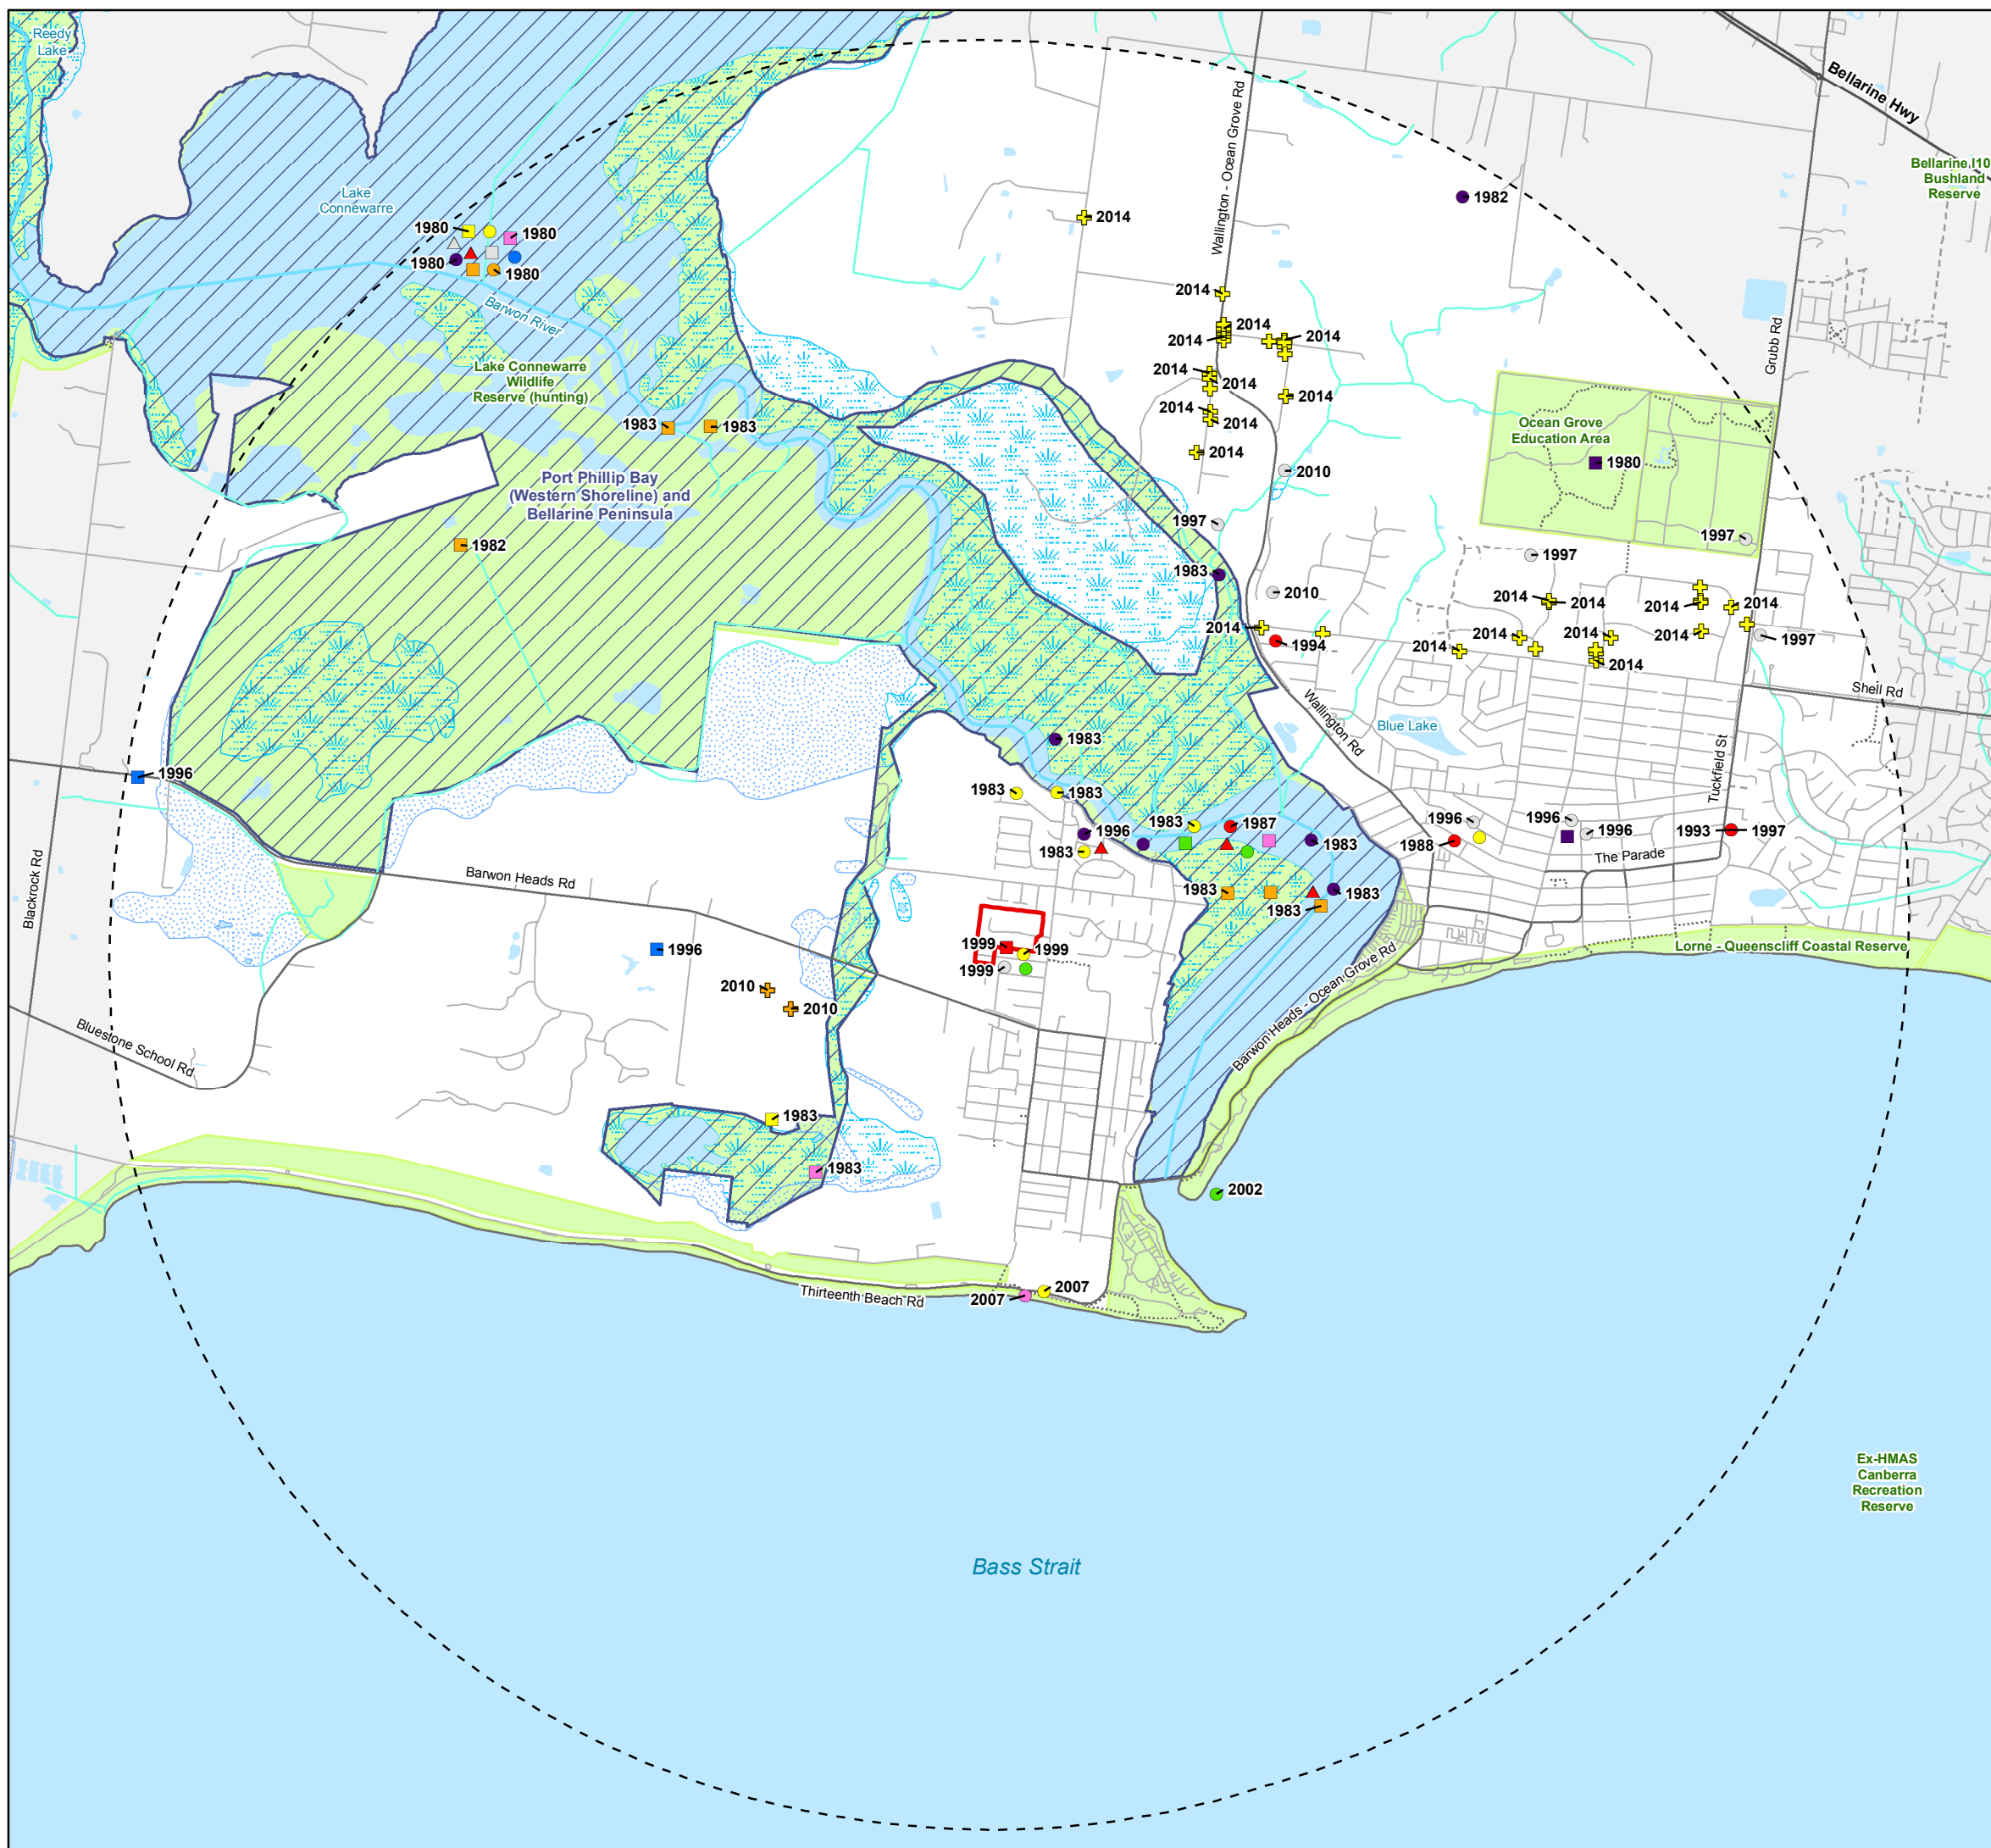 Reedy
Lake
Bellarine Hwy
Wallington - Ocean Grove Rd
Bellarine I10
Bushland
Reserve
Lake
Connewarre
1982
2014
1980
1980
1980
1980
Barwon River
2014
2014
2014
2014
Grubb Rd
Lake Connewarre
Wildlife
Reserve (hunting)
2014
2014
2014
2014
2014
1983
1983
2014
Ocean Grove
Education Area
1980
2010
Port Phillip Bay
(Western Shoreline) and
Bellarine Peninsula
1997
1997
1982
1997
1983
2010
2014
2014
2014
2014
2014
1994
2014
2014
2014
2014
2014
1997
Shell Rd
Wallington Rd
Blue Lake
1983
Tuckfield St
1996
1983
1983
1983
1987
1996
1996
1996
1996
1993
1997
1983
1988
1983
The Parade
Blackrock Rd
Barwon Heads Rd
1983
1983
1983
1996
1999
1999
1999
Lorne - Queenscliff Coastal Reserve
2010
2010
Barwon Heads - Ocean Grove Rd
Bluestone School Rd
1983
1983
2002
2007
2007
Thirteenth Beach Rd
Ex-HMAS
Canberra
Recreation
Reserve
Bass Strait